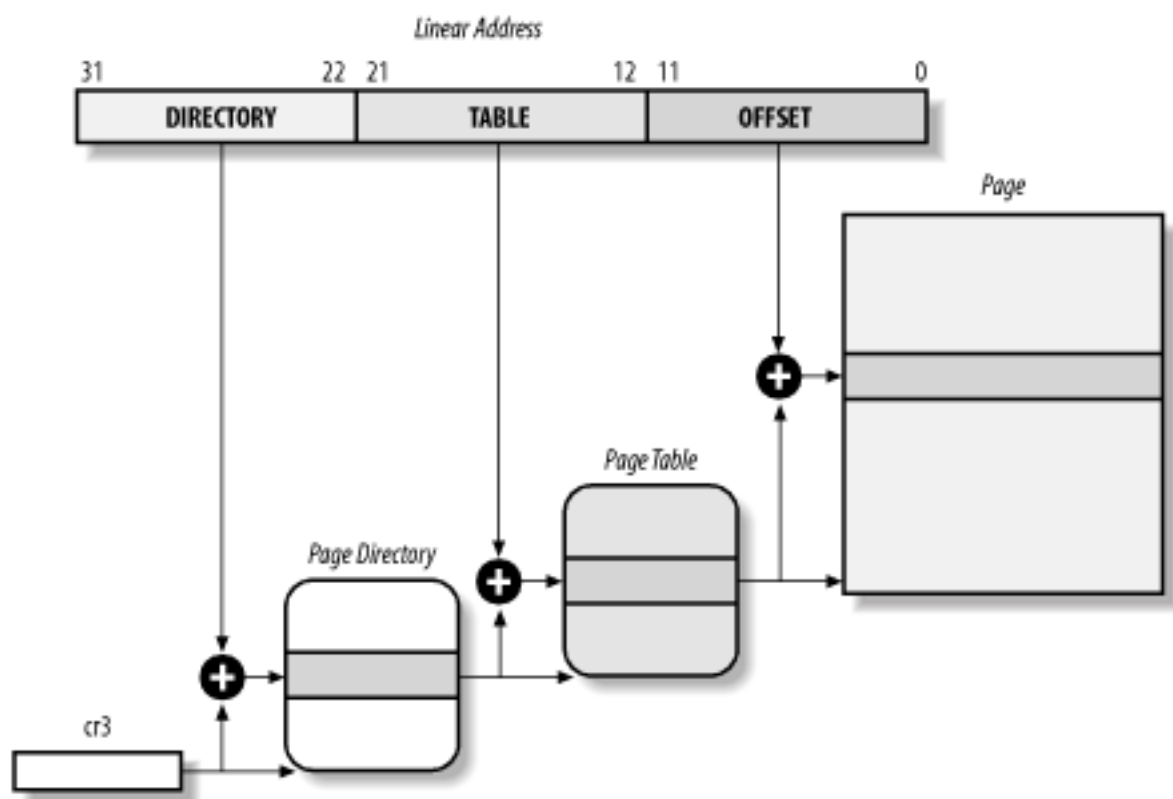 Linear Address
31 22 21 12 11 0
DIRECTORY TABLE OFFSET
Page
Page Table
Page Directory
cr3